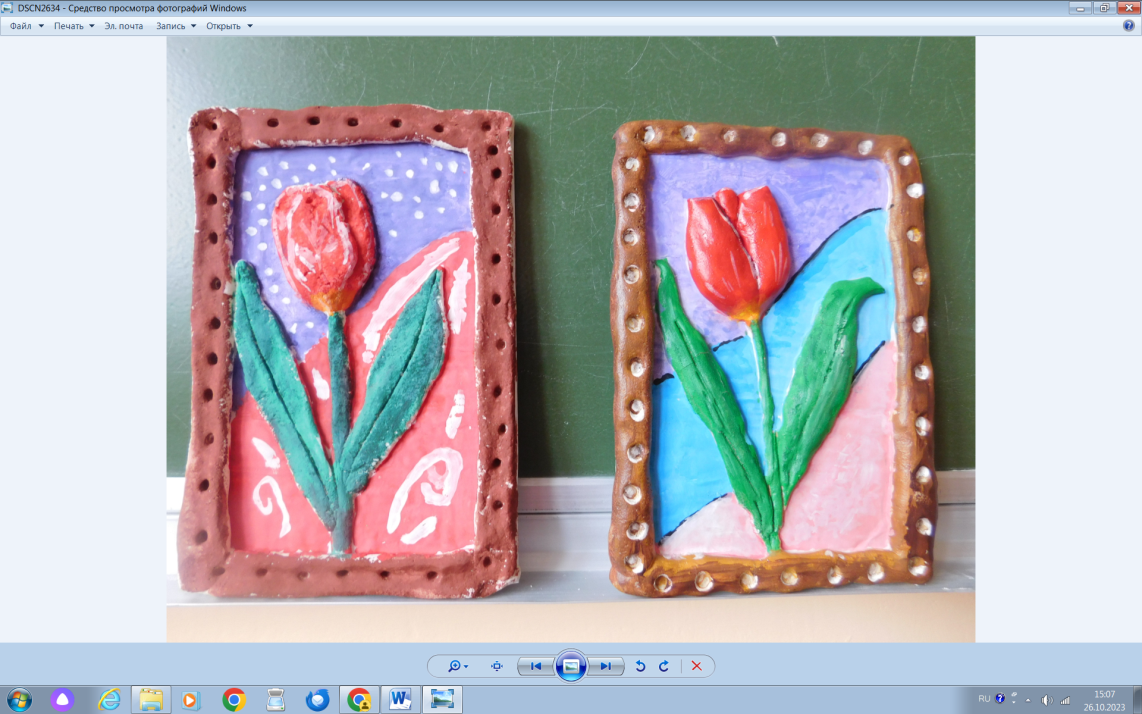 DSCN2634 - Средство просмотра фотографий Windows
Файл Печать Эл. почта Запись Открыть
RU
15:07
26.10.2023